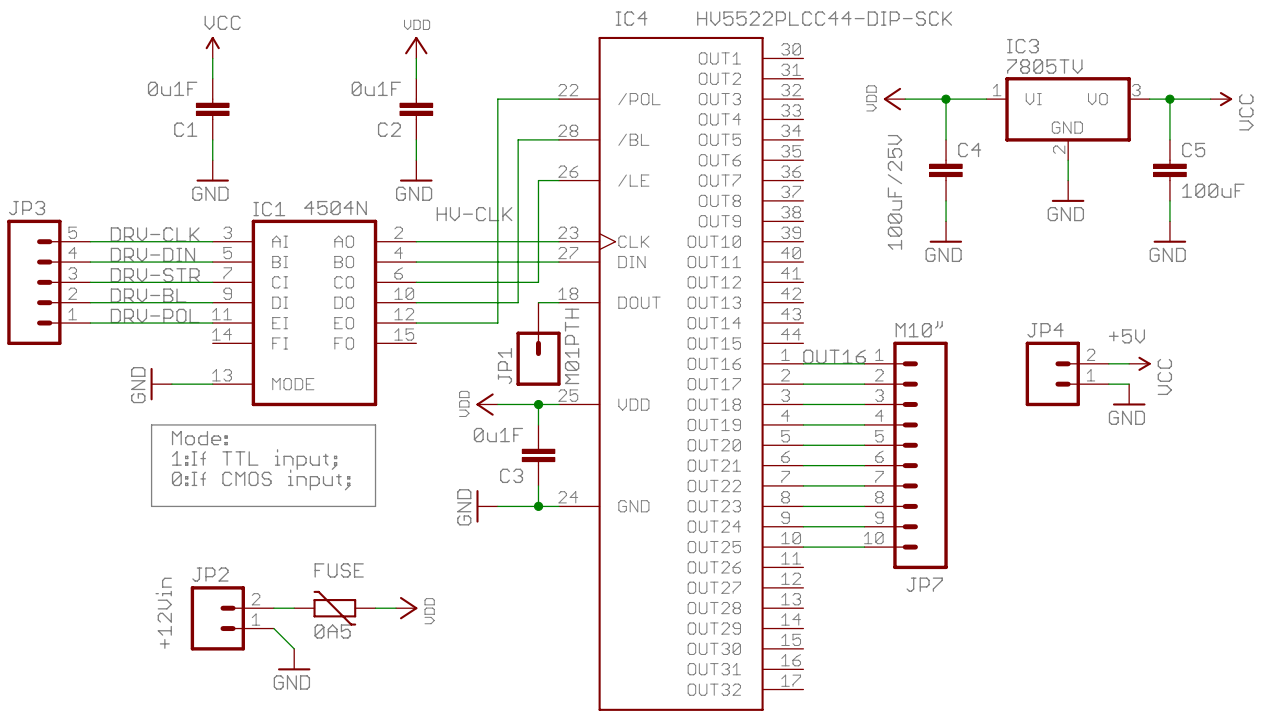 IC4 HV5522PLCC44-DIP-SCK
VCC
0u1F
C1
GND
VDD
0u1F
C2
GND
JP3
5 DRV-CLK 3
4 DRV-DIN 5
3 DRV-STR 7
2 DRV-BL 9
1 DRV-POL 11
14
13
GND
IC1 4504N
AI AO 2
BI BO 4
CI CO 6
DI DO 10
EI EO 12
FI FO 15
MODE
HV-CLK
Mode:
1:If TTL input;
0:If CMOS input;
22 /POL
28 /BL
26 /LE
23 CLK
27 DIN
18 DOUT
25 VDD
24 GND
JP1
M01PTH
VDD
0u1F
C3
GND
OUT1 30
OUT2 31
OUT3 32
OUT4 33
OUT5 34
OUT6 35
OUT7 36
OUT8 37
OUT9 38
OUT10 39
OUT11 40
OUT12 41
OUT13 42
OUT14 43
OUT15 44
OUT16 1 OUT16 1
OUT17 2 2
OUT18 3 3
OUT19 4 4
OUT20 5 5
OUT21 6 6
OUT22 7 7
OUT23 8 8
OUT24 9 9
OUT25 10 10
OUT26 11
OUT27 12
OUT28 13
OUT29 14
OUT30 15
OUT31 16
OUT32 17
M10"
JP7
IC3
7805TV
VDD
1 VI VO 3
GND
2
VCC
C4
100uF/25V
GND
GND
C5
100uF
GND
JP4
+5V
2
1
VCC
GND
JP2
+12Vin
2
1
FUSE
0A5
VDD
GND